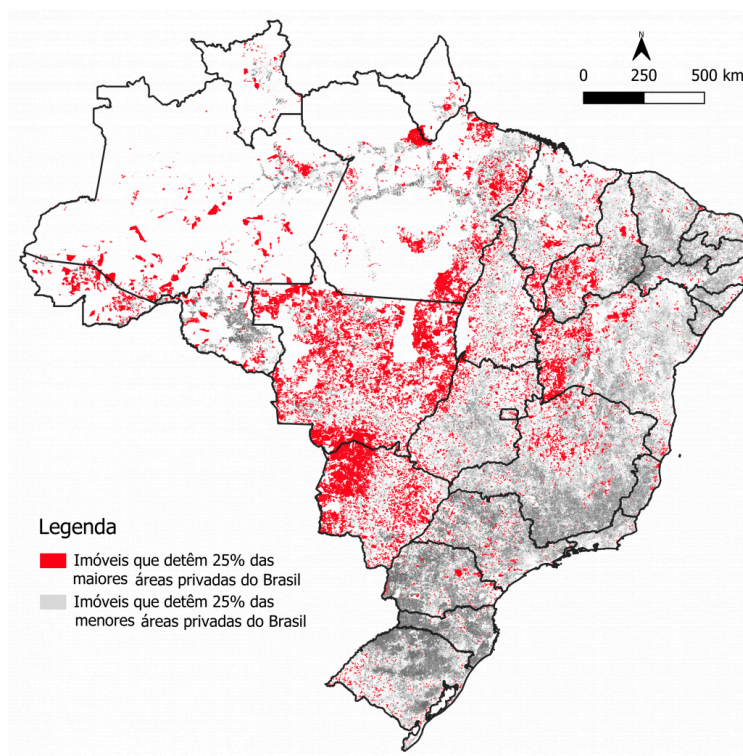 N
0 250 500 km
Legenda
Imóveis que detêm 25% das
maiores áreas privadas do Brasil
Imóveis que detêm 25% das
menores áreas privadas do Brasil